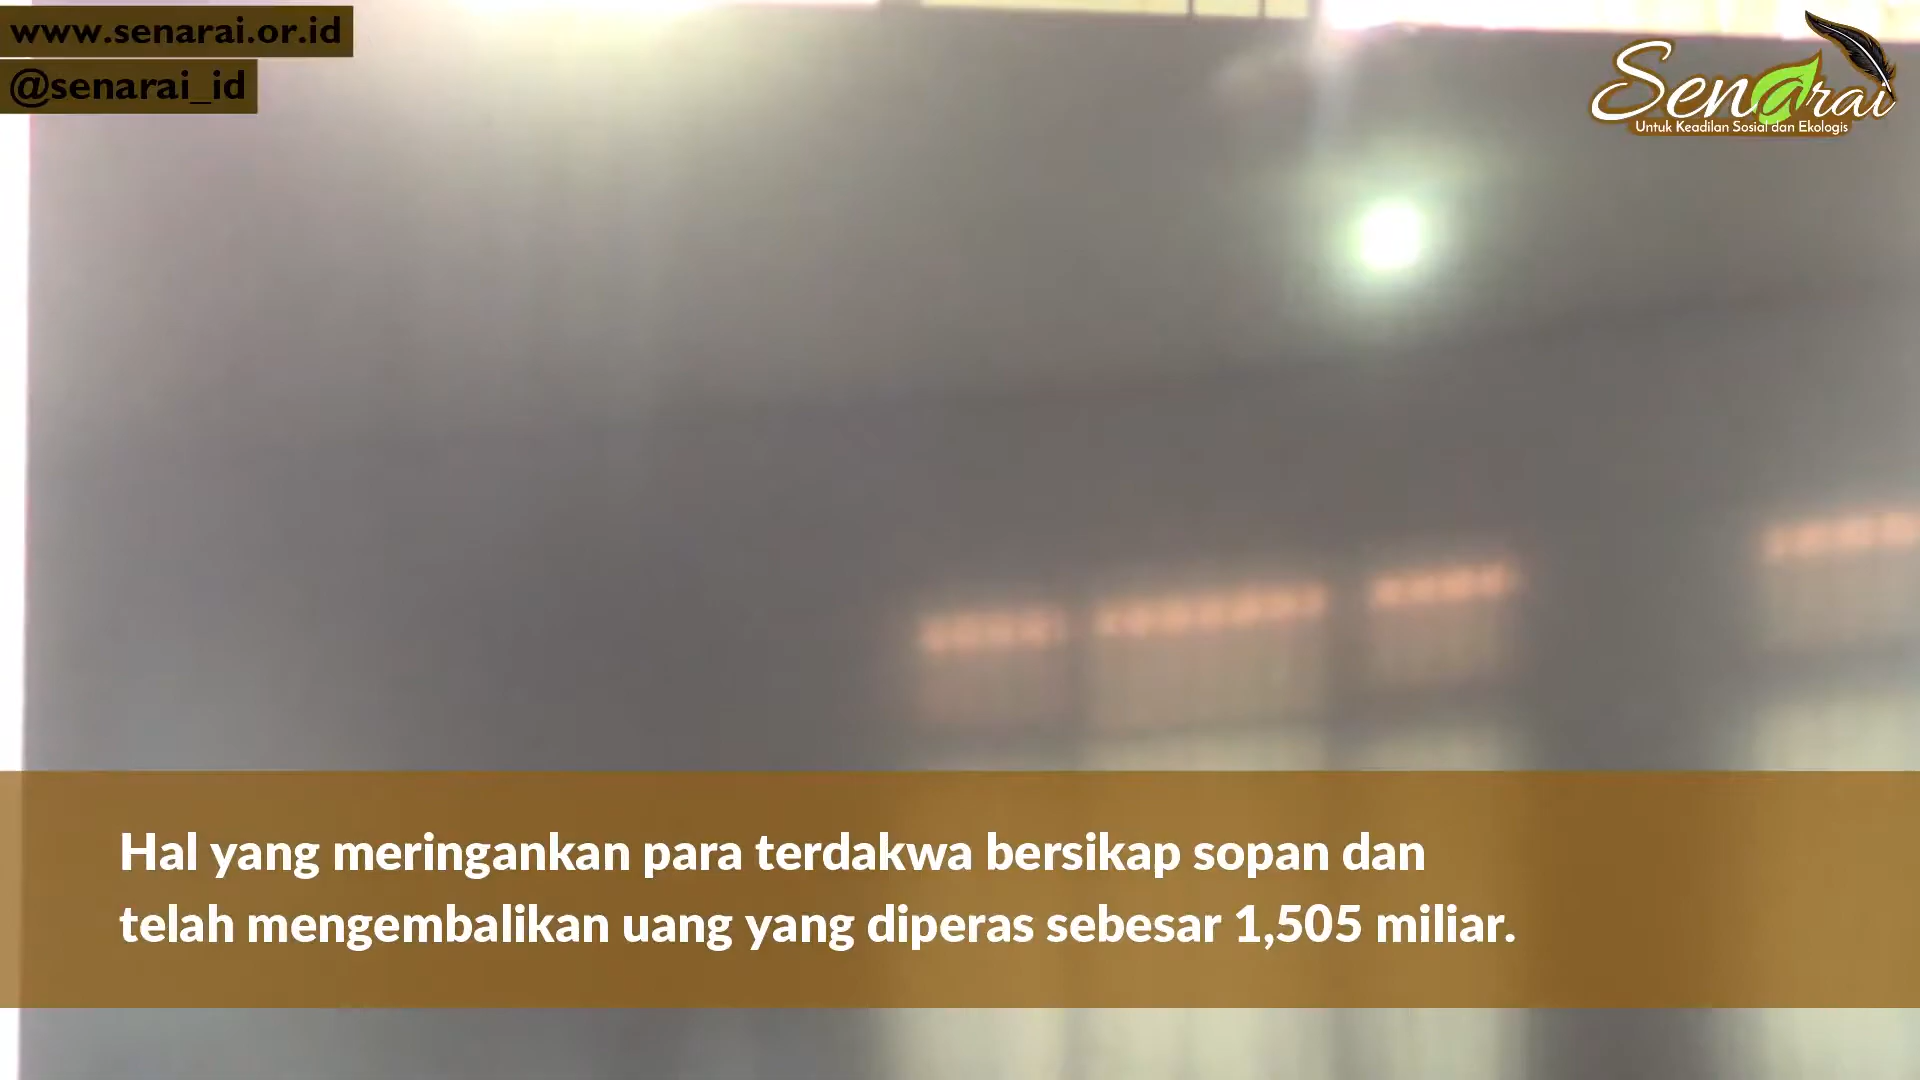 www.senarai.or.id
@senarai_id
Senarai
Untuk Keadilan Sosial dan Ekologis
Hal yang meringankan para terdakwa bersikap sopan dan
telah mengembalikan uang yang diperas sebesar 1,505 miliar.